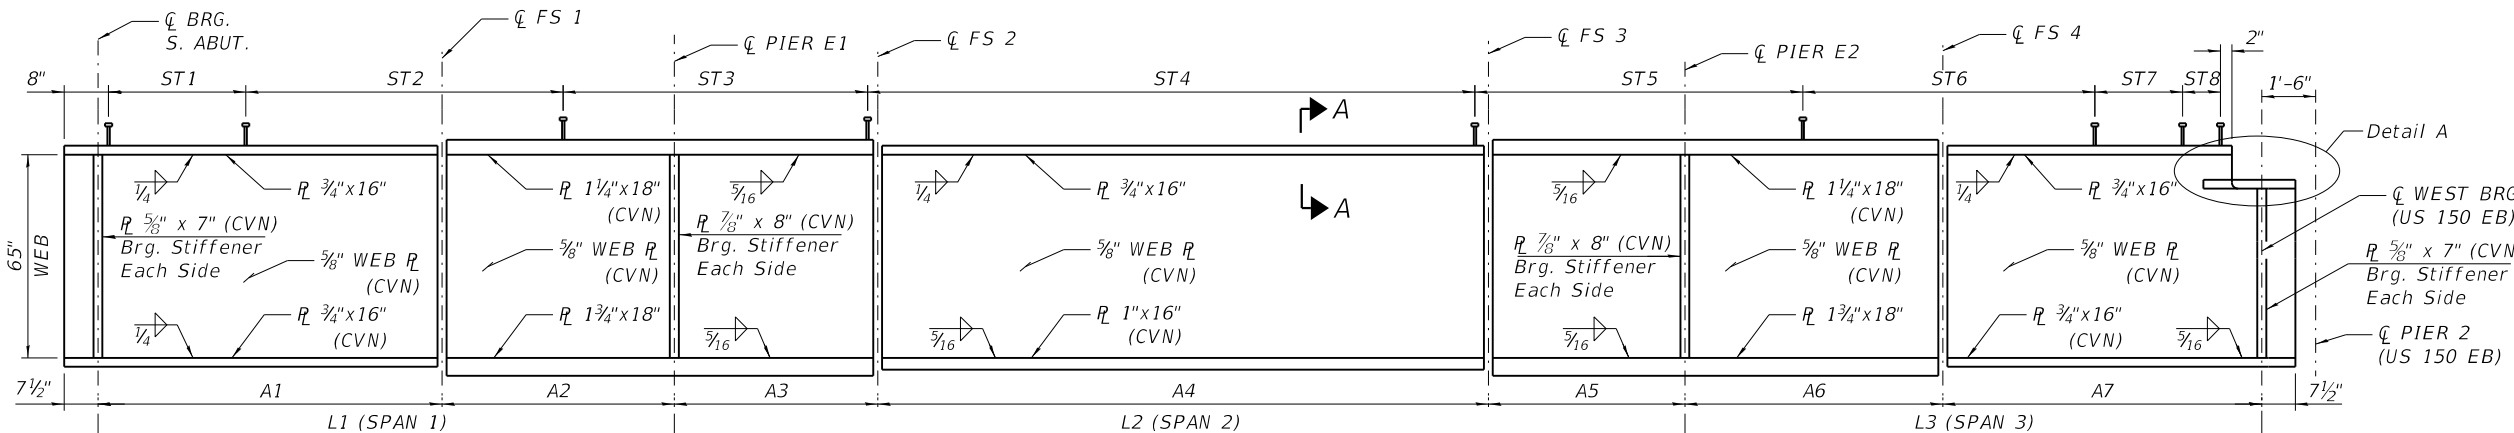 ℄ BRG.
S. ABUT.
℄ FS 1
℄ PIER E1
℄ FS 2
℄ FS 3
℄ PIER E2
℄ FS 4
2"
8"
ST1
ST2
ST3
ST4
ST5
ST6
ST7
ST8
1'-6"
A
A
Detail A
65"
WEB
1/4
℄ WEST BRG
(US 150 EB)
℄ PIER 2
(US 150 EB)
PL 3/4"x16"
PL 5/8" x 7" (CVN)
Brg. Stiffener
Each Side
5/8" WEB PL
(CVN)
PL 3/4"x16"
(CVN)
1/4
PL 1 1/4"x18"
(CVN)
5/8" WEB PL
(CVN)
PL 1 3/4"x18"
5/16
PL 7/8" x 8" (CVN)
Brg. Stiffener
Each Side
5/16
1/4
PL 3/4"x16"
5/8" WEB PL
(CVN)
PL 1"x16"
(CVN)
5/16
5/16
PL 7/8" x 8" (CVN)
Brg. Stiffener
Each Side
5/16
PL 1 1/4"x18"
(CVN)
5/8" WEB PL
(CVN)
PL 1 3/4"x18"
1/4
PL 3/4"x16"
5/8" WEB PL
(CVN)
PL 3/4"x16"
(CVN)
5/16
PL 5/8" x 7" (CVN
Brg. Stiffener
Each Side
7 1/2"
A1
A2
A3
A4
A5
A6
A7
7 1/2"
L1 (SPAN 1)
L2 (SPAN 2)
L3 (SPAN 3)